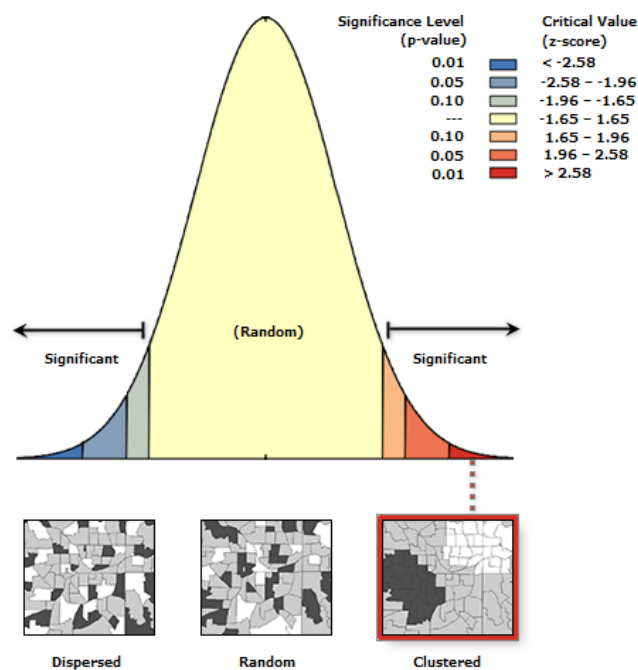 Significance Level
(p-value)
Critical Value
(z-score)
0.01 < -2.58
0.05 -2.58 – -1.96
0.10 -1.96 – -1.65
--- -1.65 – 1.65
0.10 1.65 – 1.96
0.05 1.96 – 2.58
0.01 > 2.58
(Random)
Significant
Significant
Dispersed
Random
Clustered